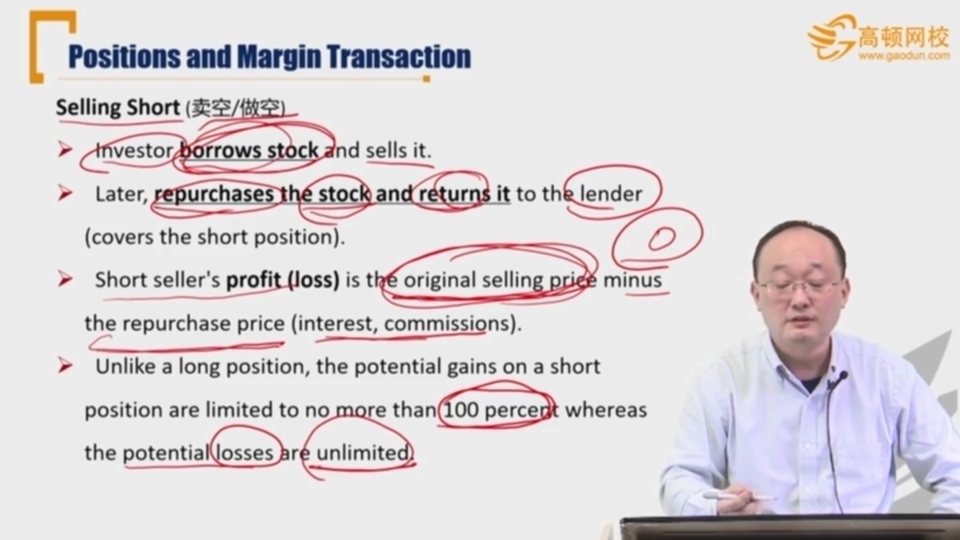 高顿网校
www.gaodun.com
Positions and Margin Transaction
Selling Short (卖空/做空)
Investor borrows stock and sells it.
Later, repurchases the stock and returns it to the lender
(covers the short position).
Short seller's profit (loss) is the original selling price minus
the repurchase price (interest, commissions).
Unlike a long position, the potential gains on a short
position are limited to no more than 100 percent whereas
the potential losses are unlimited.
0